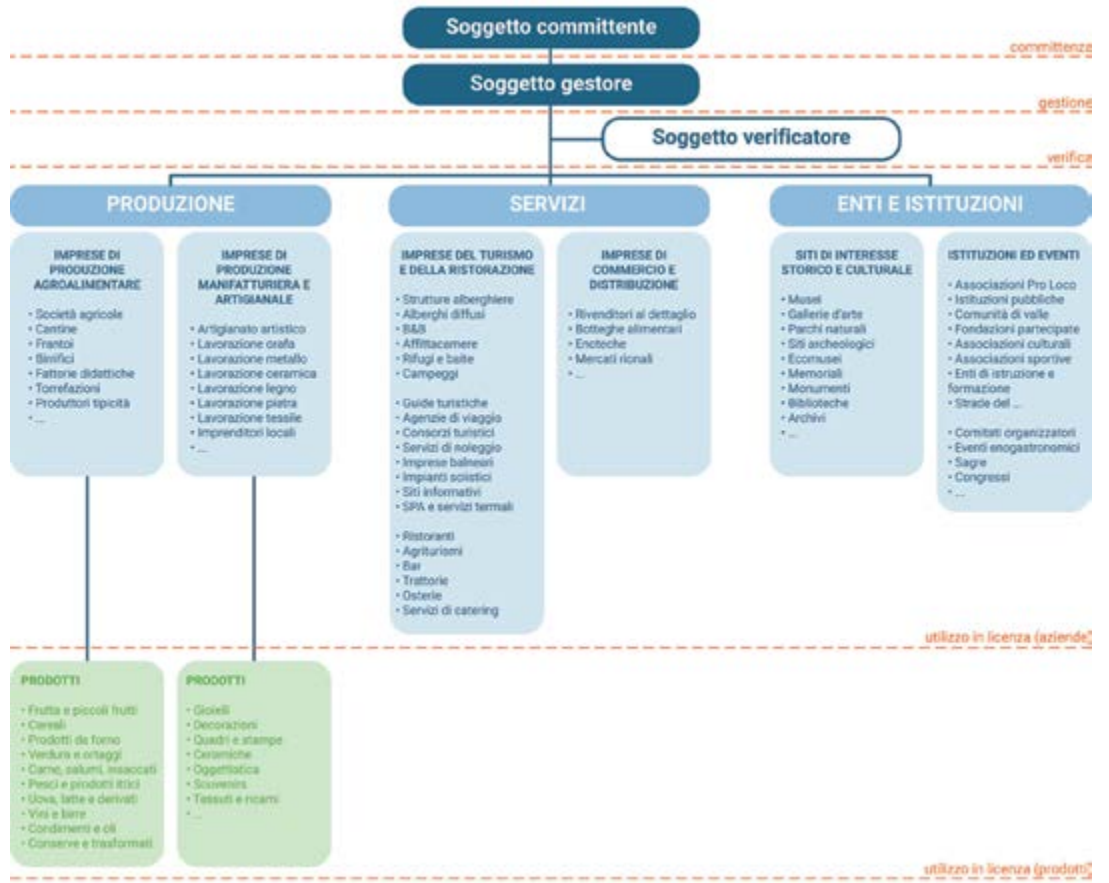 Soggetto committente
committenza
Soggetto gestore
gestione
Soggetto verificatore
verifica
PRODUZIONE
IMPRESE DI
PRODUZIONE
AGROALIMENTARE
• Società agricole
• Cantine
• Frantoi
• Birrifici
• Fattorie didattiche
• Torrefazioni
• Produttori tipicità
• ...
IMPRESE DI
PRODUZIONE
MANIFATTURIERA E
ARTIGIANALE
• Artigianato artistico
• Lavorazione orafa
• Lavorazione metallo
• Lavorazione ceramica
• Lavorazione legno
• Lavorazione pietra
• Lavorazione tessile
• Imprenditori locali
• ...
SERVIZI
IMPRESE DEL TURISMO
E DELLA RISTORAZIONE
• Strutture alberghiere
• Alberghi diffusi
• B&B
• Affittacamere
• Rifugi e baite
• Campeggi
• Guide turistiche
• Agenzie di viaggio
• Consorzi turistici
• Servizi di noleggio
• Imprese balneari
• Impianti sciistici
• Siti informativi
• SPA e servizi termali
• Ristoranti
• Agriturismi
• Bar
• Trattorie
• Osterie
• Servizi di catering
IMPRESE DI
COMMERCIO E
DISTRIBUZIONE
• Rivenditori al dettaglio
• Botteghe alimentari
• Enoteche
• Mercati rionali
• ...
ENTI E ISTITUZIONI
SITI DI INTERESSE
STORICO E CULTURALE
• Musei
• Gallerie d'arte
• Parchi naturali
• Siti archeologici
• Ecomusei
• Memoriali
• Monumenti
• Biblioteche
• Archivi
• ...
ISTITUZIONI ED EVENTI
• Associazioni Pro Loco
• Istituzioni pubbliche
• Comunità di valle
• Fondazioni partecipate
• Associazioni culturali
• Associazioni sportive
• Enti di istruzione e
formazione
• Strade del ...
• Comitati organizzatori
• Eventi enogastronomici
• Sagre
• Congressi
• ...
utilizzo in licenza (aziende)
PRODOTTI
• Frutta e piccoli frutti
• Cereali
• Prodotti da forno
• Verdura e ortaggi
• Carne, salumi, insaccati
• Pesci e prodotti ittici
• Uova, latte e derivati
• Vini e birre
• Condimenti e oli
• Conserve e trasformati
PRODOTTI
• Gioielli
• Decorazioni
• Quadri e stampe
• Ceramiche
• Oggettistica
• Souvenirs
• Tessuti e ricami
• ...
utilizzo in licenza (prodotti)